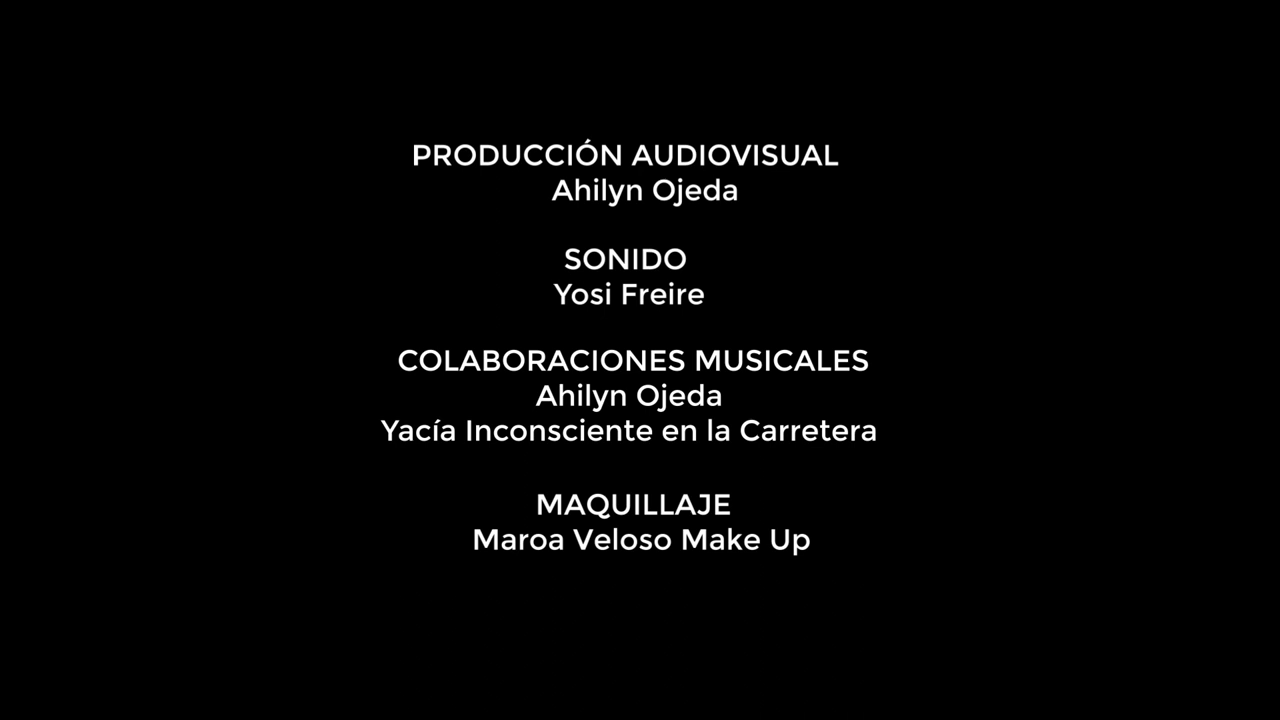 PRODUCCIÓN AUDIOVISUAL
Ahilyn Ojeda
SONIDO
Yosi Freire
COLABORACIONES MUSICALES
Ahilyn Ojeda
Yacía Inconsciente en la Carretera
MAQUILLAJE
Maroa Veloso Make Up